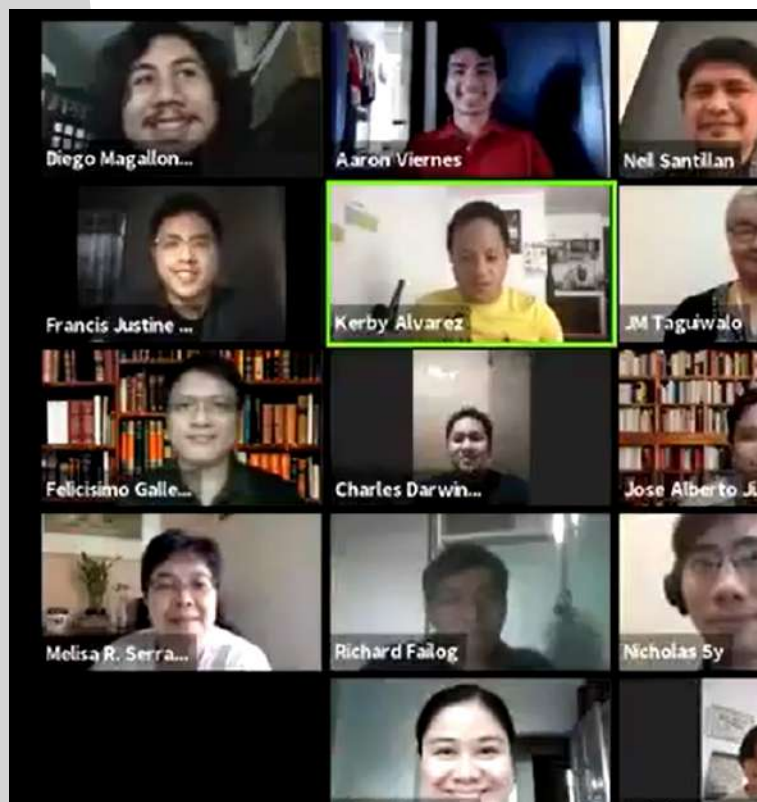 Diego Magallon...
Aaron Viernes
Neil Santillan
Francis Justine ...
Kerby Alvarez
JM Taguiwalo
Felicisimo Galle...
Charles Darwin...
Jose Alberto
Melisa R. Serra...
Richard Failog
Nicholas Sy